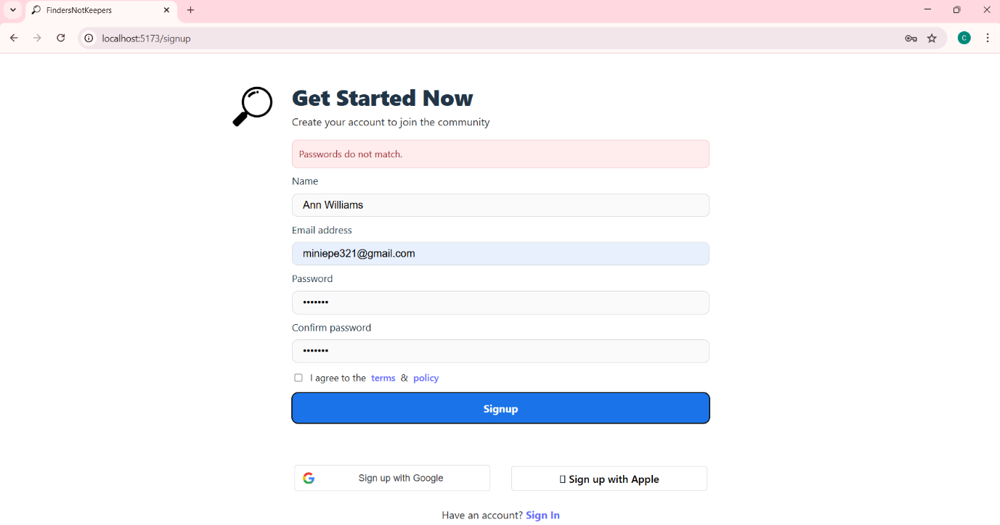 FindersNotKeepers
localhost:5173/signup
C
Get Started Now
Create your account to join the community
Passwords do not match.
Name
Ann Williams
Email address
miniepe321@gmail.com
Password
•••••••
Confirm password
•••••••
I agree to the terms & policy
Signup
Sign up with Google
Sign up with Apple
Have an account? Sign In